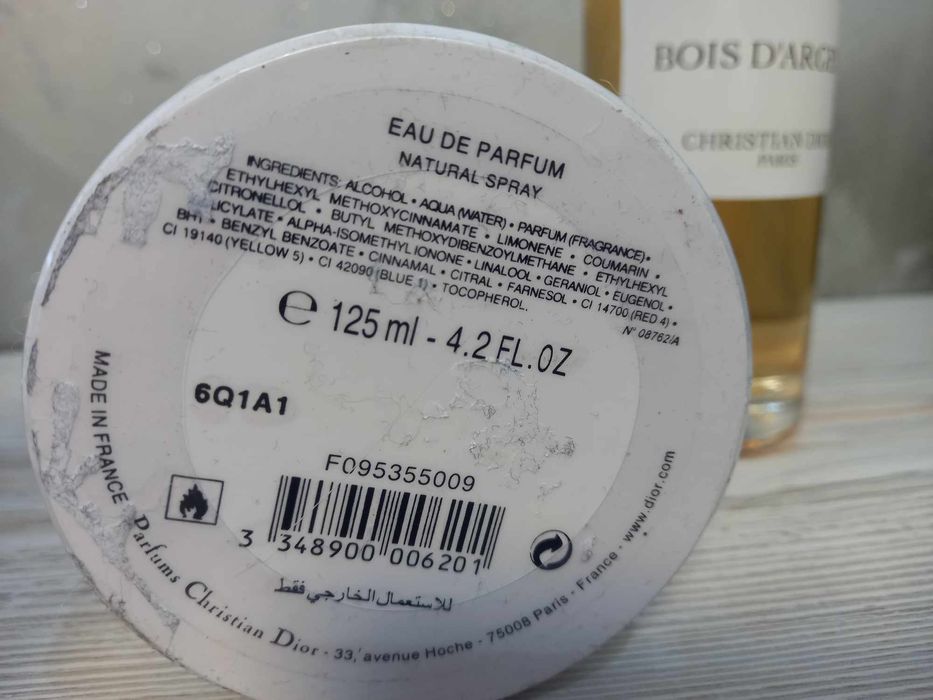 EAU DE PARFUM
NATURAL SPRAY
INGREDIENTS: ALCOHOL • AQUA (WATER) • PARFUM (FRAGRANCE) •
ETHYLHEXYL METHOXYCINNAMATE • LIMONENE • COUMARIN •
CITRONELLOL • BUTYL METHOXYDIBENZOYLMETHANE • ETHYLHEXYL
LICYLATE • ALPHA-ISOMETHYL IONONE • LINALOOL • GERANIOL • EUGENOL •
BHT • BENZYL BENZOATE • CINNAMAL • CITRAL • FARNESOL • CI 14700 (RED 4) •
CI 19140 (YELLOW 5) • CI 42090 (BLUE 1) • TOCOPHEROL.
N° 08762/A
℮ 125 ml - 4.2 FL.OZ
6Q1A1
F095355009
3 348900 006201
للاستعمال الخارجي فقط
MADE IN FRANCE
Parfums Christian Dior - 33, avenue Hoche - 75008 Paris - France - www.dior.com
BOIS D'ARGE
CHRISTIAN
PARIS